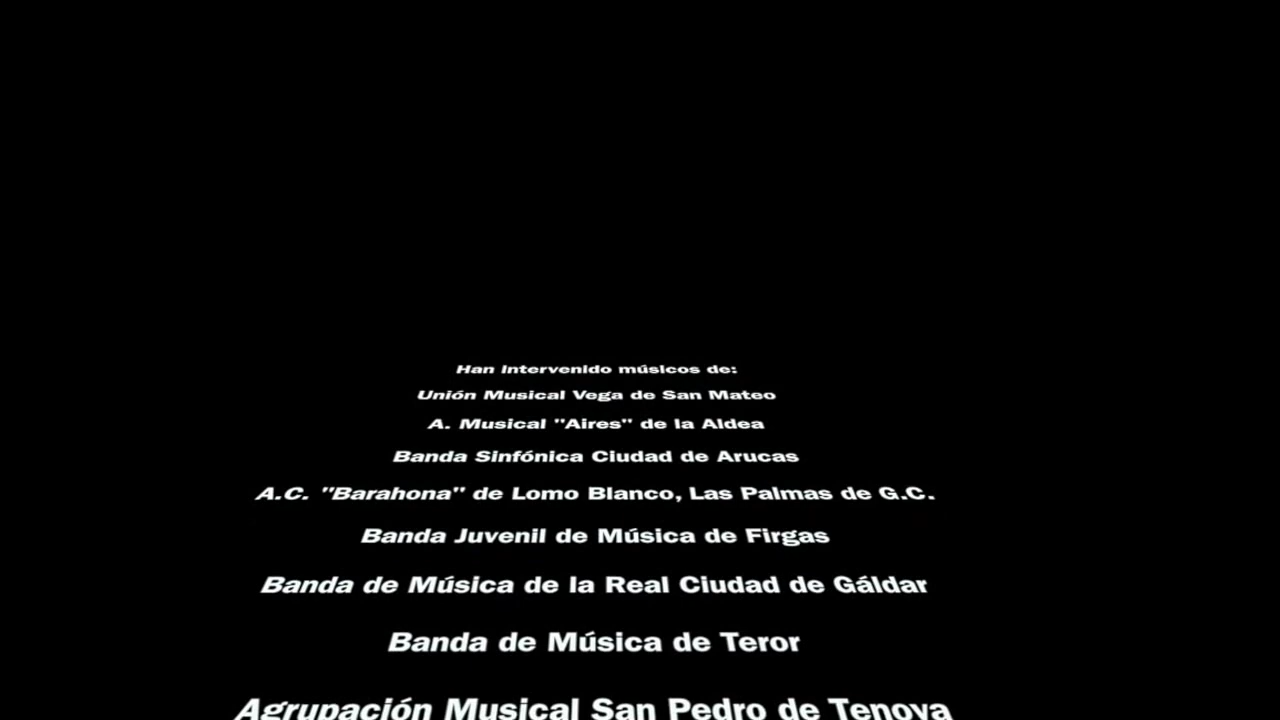 Han intervenido músicos de:
Unión Musical Vega de San Mateo
A. Musical "Aires" de la Aldea
Banda Sinfónica Ciudad de Arucas
A.C. "Barahona" de Lomo Blanco, Las Palmas de G.C.
Banda Juvenil de Música de Firgas
Banda de Música de la Real Ciudad de Gáldar
Banda de Música de Teror
Agrupación Musical San Pedro de Tenoya